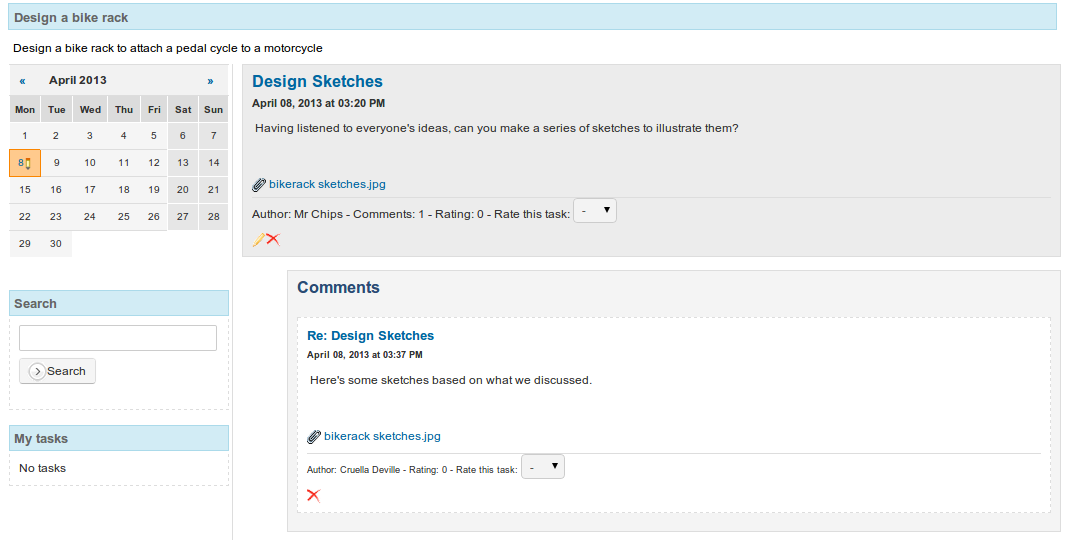 Design a bike rack
Design a bike rack to attach a pedal cycle to a motorcycle
« April 2013 »
Mon Tue Wed Thu Fri Sat Sun
1 2 3 4 5 6 7
8 9 10 11 12 13 14
15 16 17 18 19 20 21
22 23 24 25 26 27 28
29 30
Search
Search
My tasks
No tasks
Design Sketches
April 08, 2013 at 03:20 PM
Having listened to everyone's ideas, can you make a series of sketches to illustrate them?
bikerack sketches.jpg
Author: Mr Chips - Comments: 1 - Rating: 0 - Rate this task: -
Comments
Re: Design Sketches
April 08, 2013 at 03:37 PM
Here's some sketches based on what we discussed.
bikerack sketches.jpg
Author: Cruella Deville - Rating: 0 - Rate this task: -